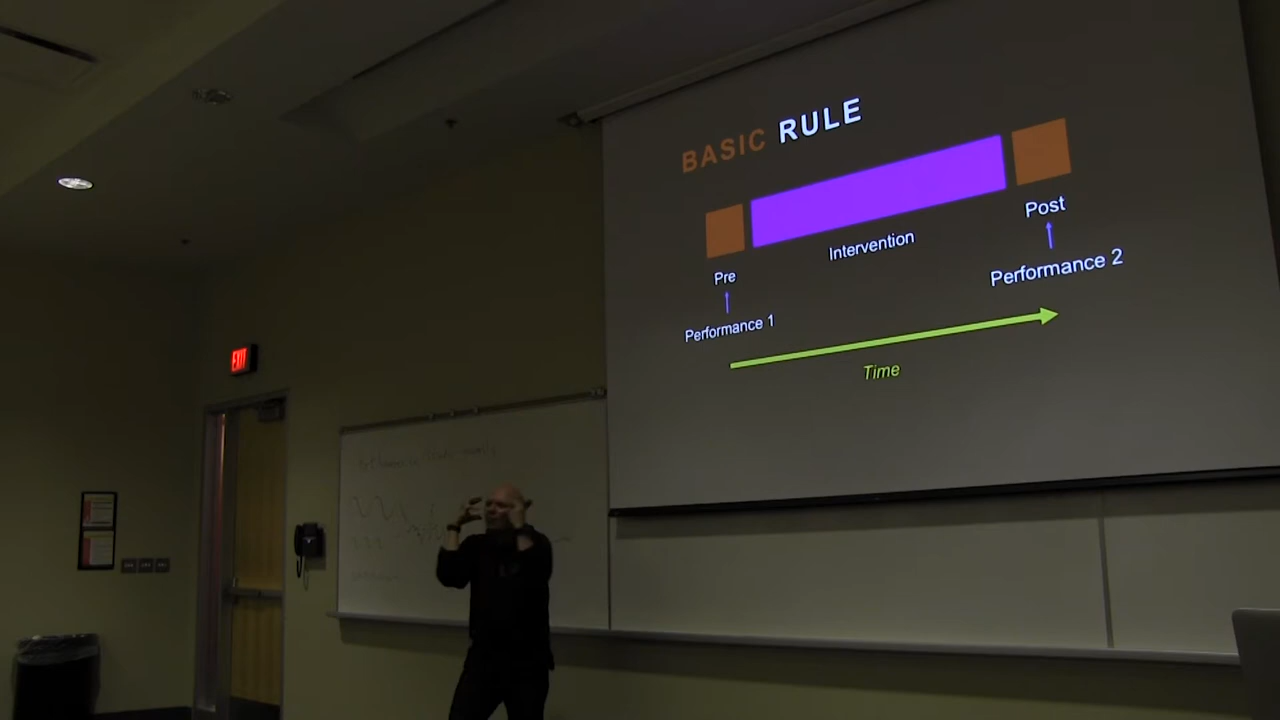 BASIC RULE
Pre
Intervention
Post
Performance 1
Performance 2
Time
EXIT